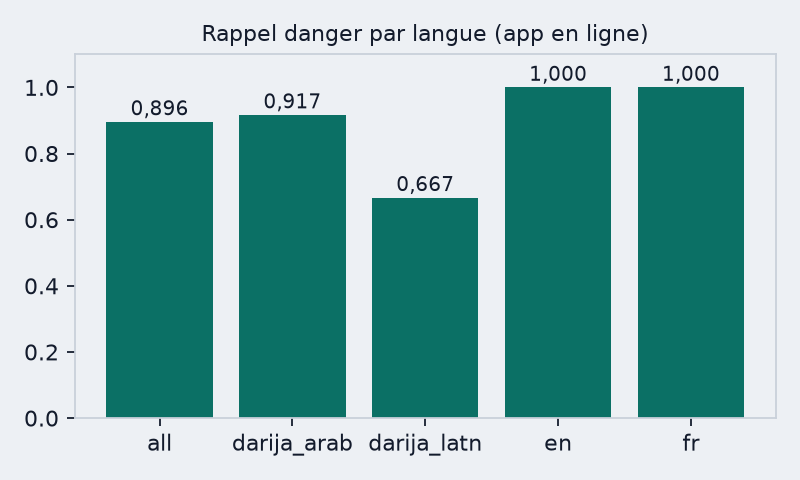 Rappel danger par langue (app en ligne)
1.0
0.8
0.6
0.4
0.2
0.0
0,896
0,917
0,667
1,000
1,000
all
darija_arab
darija_latn
en
fr